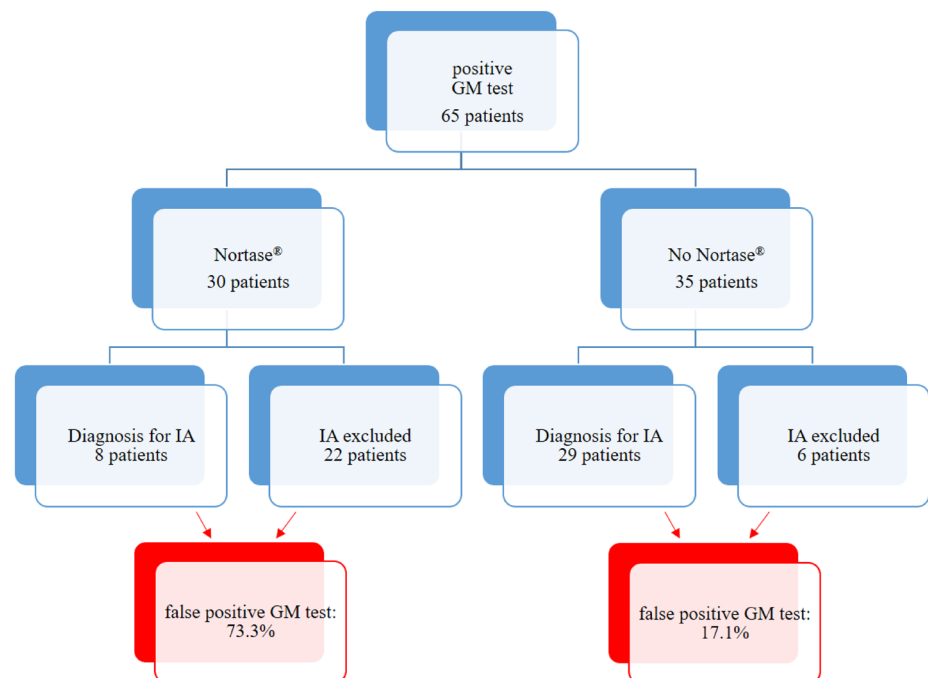 positive
GM test
65 patients
Nortase®
30 patients
No Nortase®
35 patients
Diagnosis for IA
8 patients
IA excluded
22 patients
Diagnosis for IA
29 patients
IA excluded
6 patients
false positive GM test:
73.3%
false positive GM test:
17.1%